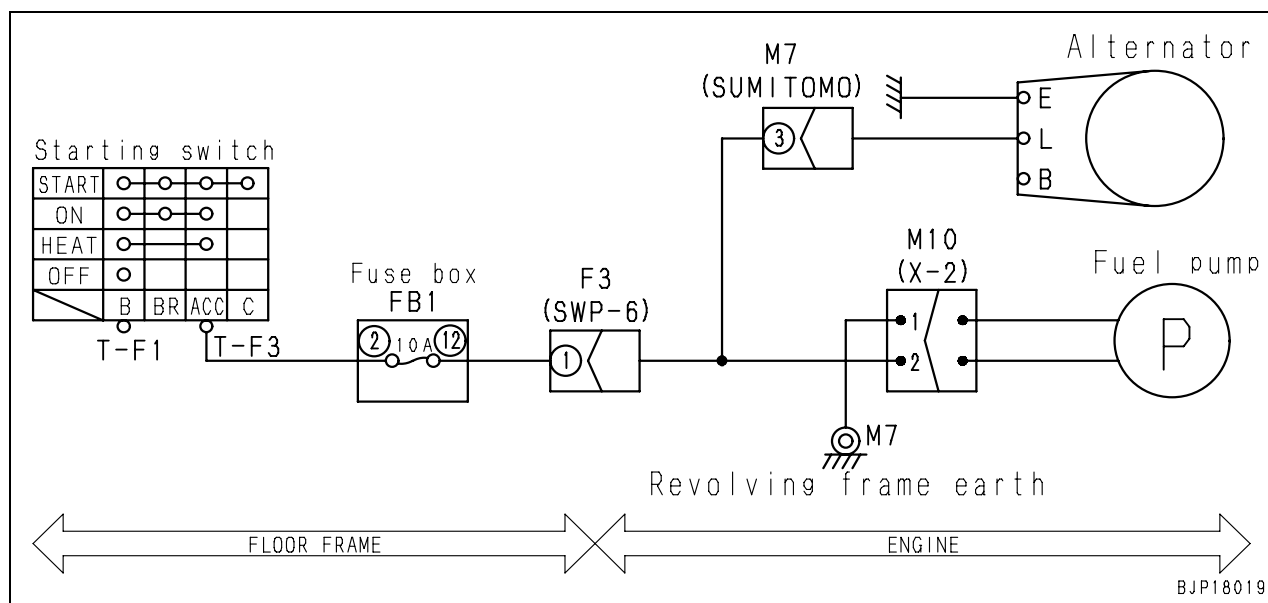 Alternator
M7
(SUMITOMO)
E
3
L
B
Starting switch
START
ON
HEAT
OFF
B BR ACC C
T-F1
T-F3
Fuse box
FB1
2 10A 12
F3
(SWP-6)
1
M10
(X-2)
1
2
Fuel pump
P
M7
Revolving frame earth
FLOOR FRAME
ENGINE
BJP18019